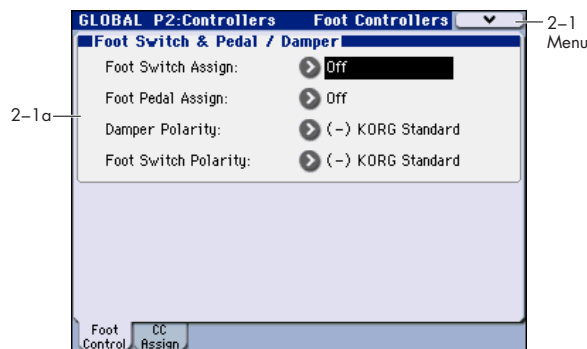 GLOBAL P2:Controllers Foot Controllers
2–1
Menu
Foot Switch & Pedal / Damper
Foot Switch Assign: Off
Foot Pedal Assign: Off
2–1a
Damper Polarity: (-) KORG Standard
Foot Switch Polarity: (-) KORG Standard
Foot Control
CC Assign